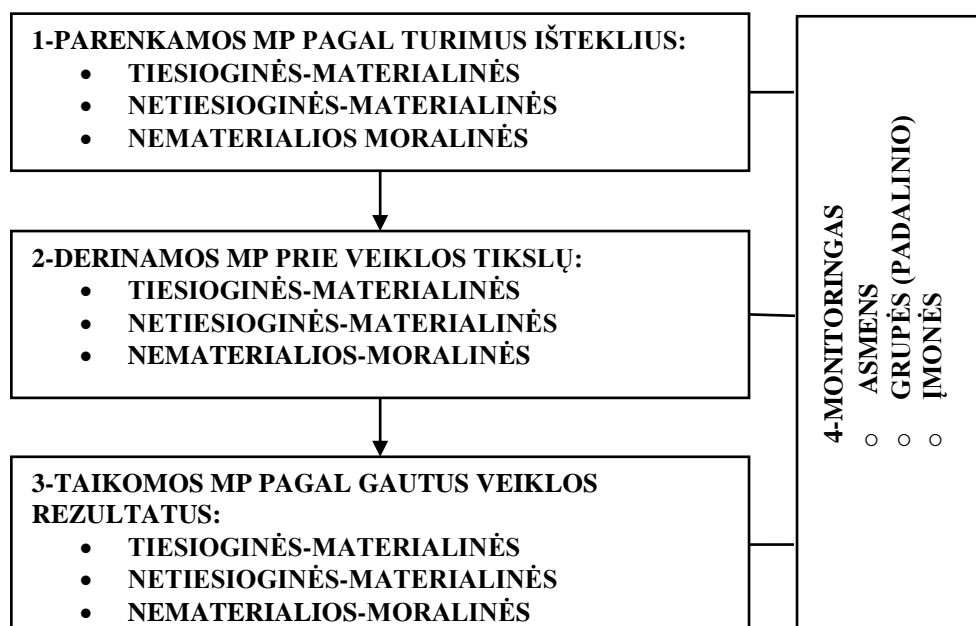 1-PARENKAMOS MP PAGAL TURIMUS IŠTEKLIUS:
• TIESIOGINĖS-MATERIALINĖS
• NETIESIOGINĖS-MATERIALINĖS
• NEMATERIALIOS MORALINĖS
2-DERINAMOS MP PRIE VEIKLOS TIKSLŲ:
• TIESIOGINĖS-MATERIALINĖS
• NETIESIOGINĖS-MATERIALINĖS
• NEMATERIALIOS-MORALINĖS
3-TAIKOMOS MP PAGAL GAUTUS VEIKLOS
REZULTATUS:
• TIESIOGINĖS-MATERIALINĖS
• NETIESIOGINĖS-MATERIALINĖS
• NEMATERIALIOS-MORALINĖS
4-MONITORINGAS
○ ASMENS
○ GRUPĖS (PADALINIO)
○ ĮMONĖS